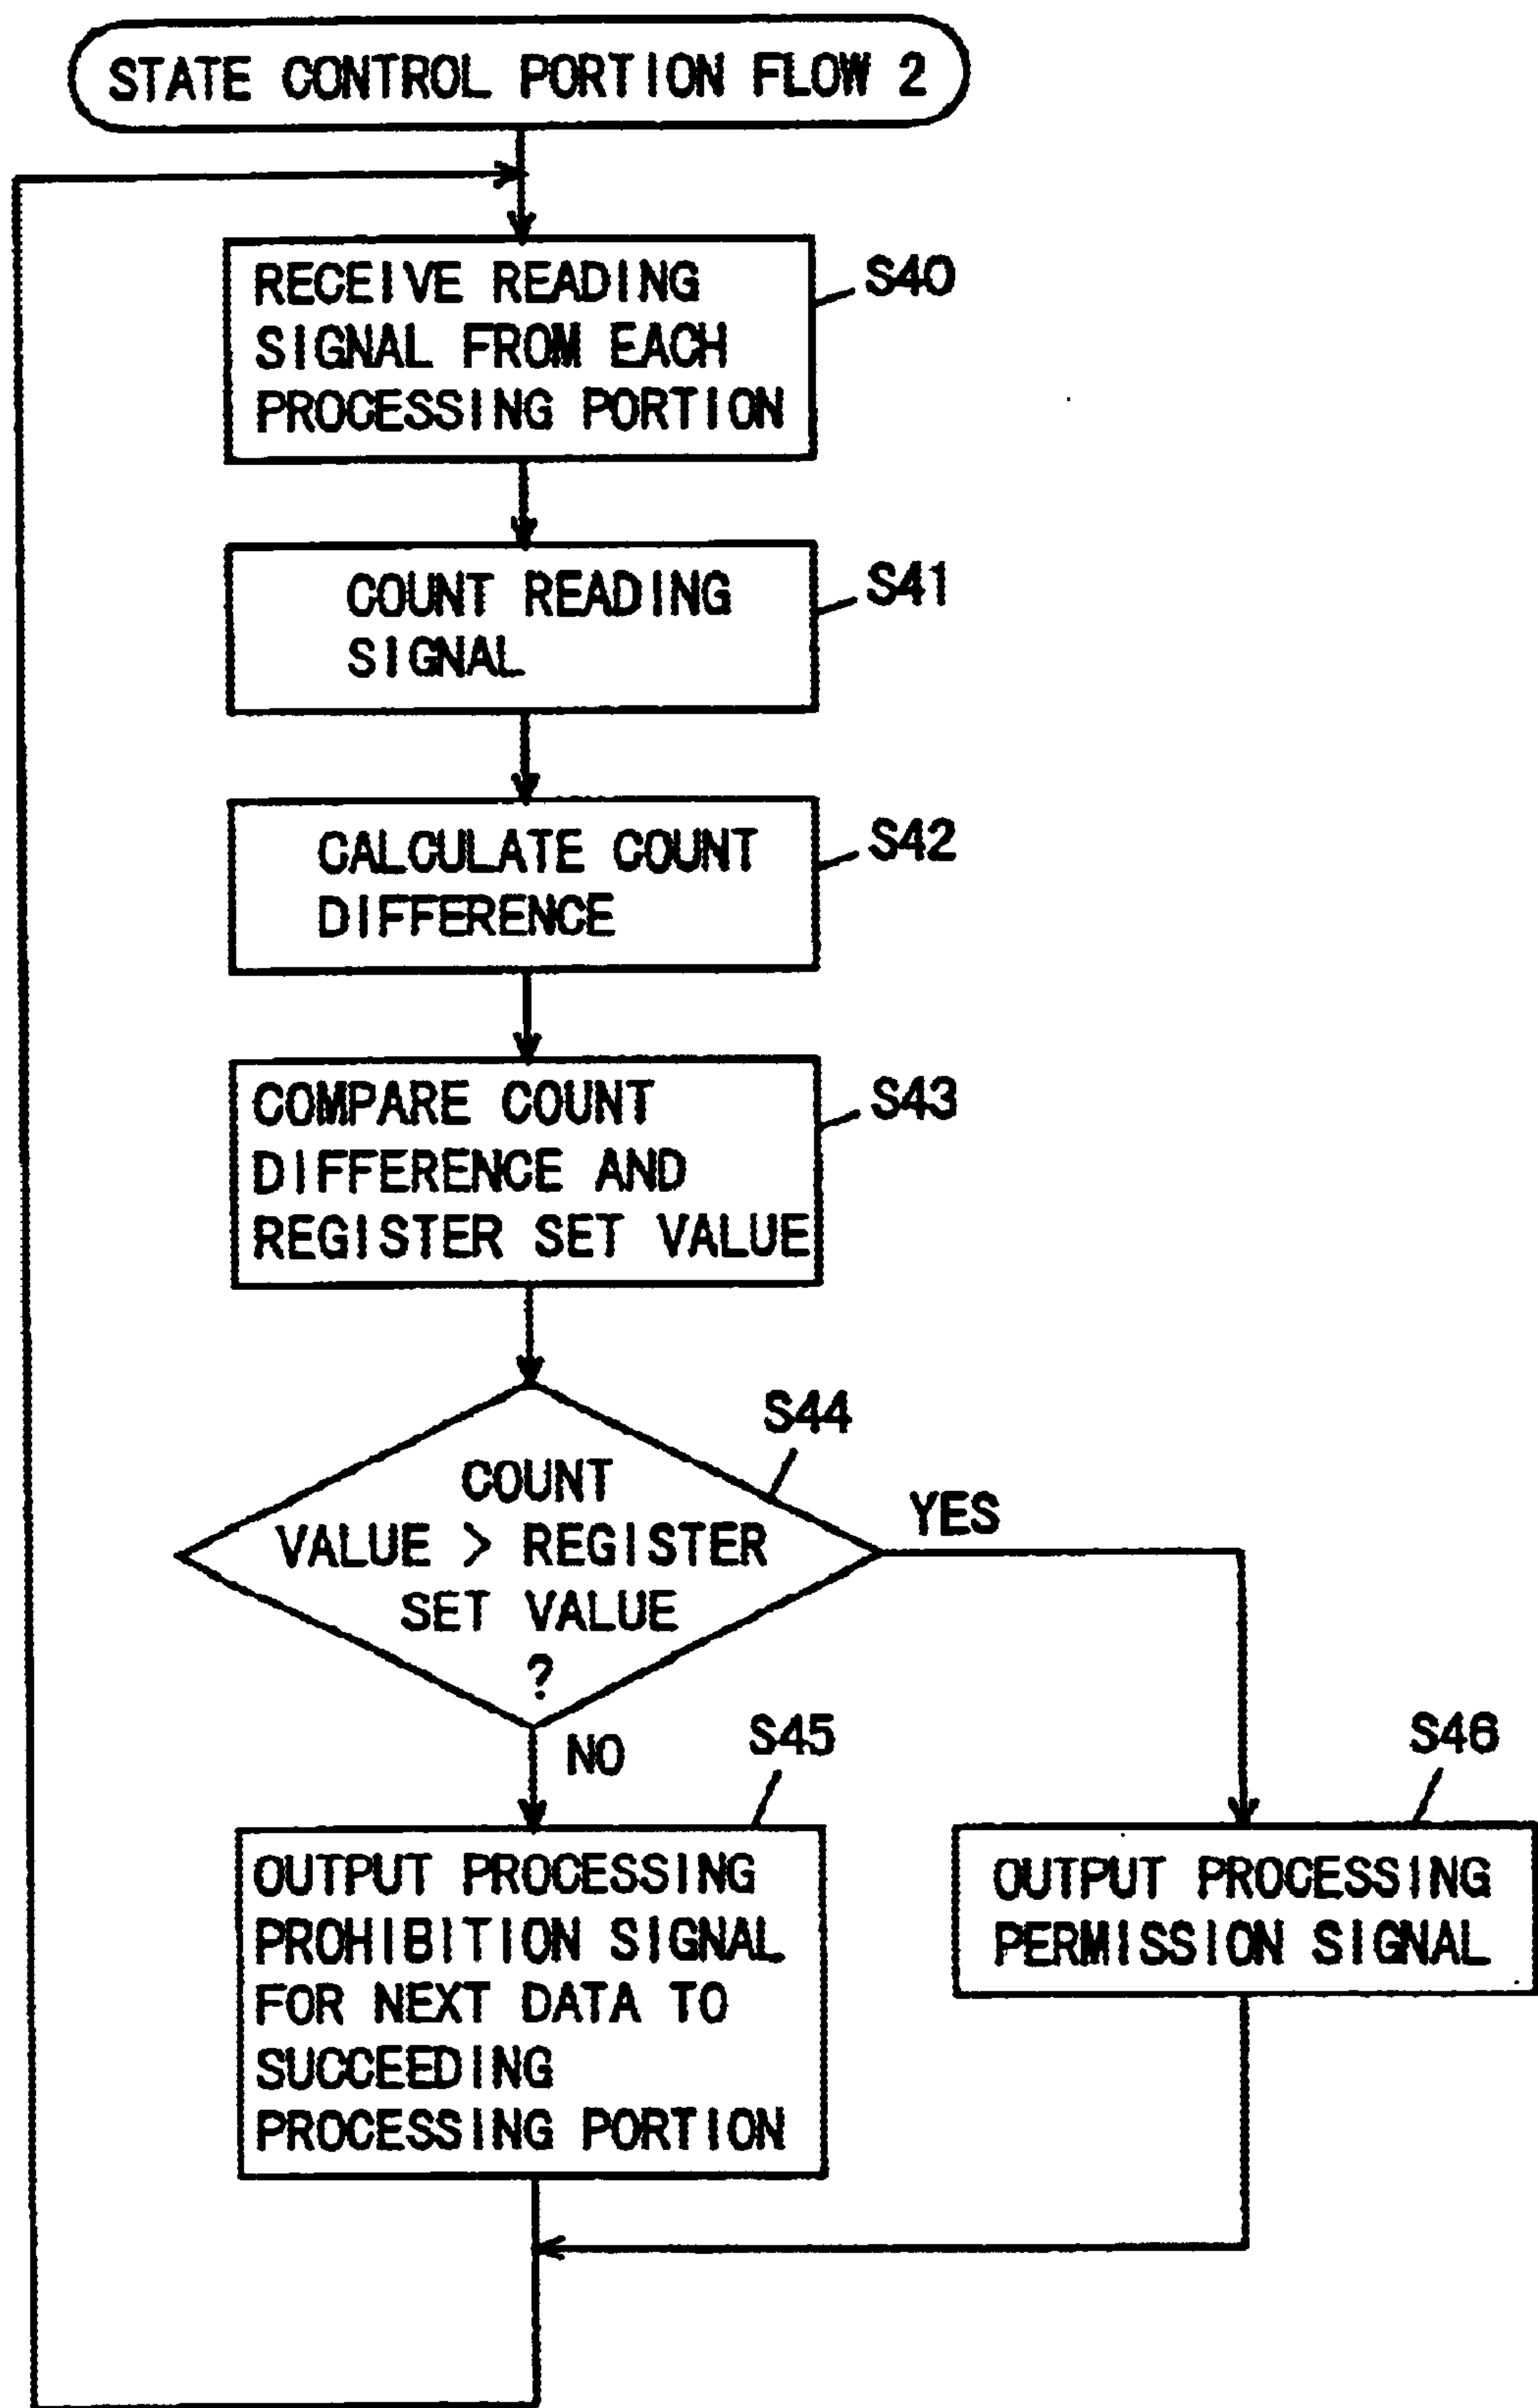 STATE CONTROL PORTION FLOW 2
RECEIVE READING
SIGNAL FROM EACH
PROCESSING PORTION
S40
COUNT READING
SIGNAL
S41
CALCULATE COUNT
DIFFERENCE
S42
COMPARE COUNT
DIFFERENCE AND
REGISTER SET VALUE
S43
S44
COUNT
VALUE > REGISTER
SET VALUE
?
YES
NO
S45
OUTPUT PROCESSING
PROHIBITION SIGNAL
FOR NEXT DATA TO
SUCCEEDING
PROCESSING PORTION
S46
OUTPUT PROCESSING
PERMISSION SIGNAL